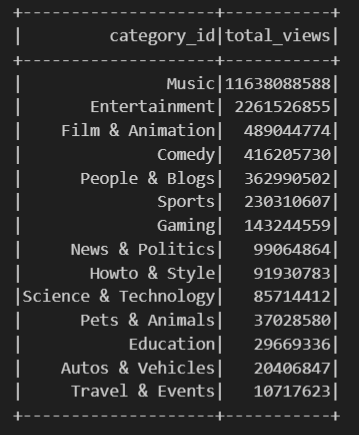 +--------------------+-----------+
|         category_id|total_views|
+--------------------+-----------+
|               Music|11638088588|
|       Entertainment| 2261526855|
|    Film & Animation|  489044774|
|              Comedy|  416205730|
|      People & Blogs|  362990502|
|              Sports|  230310607|
|              Gaming|  143244559|
|     News & Politics|   99064864|
|       Howto & Style|   91930783|
|Science & Technology|   85714412|
|      Pets & Animals|   37028580|
|           Education|   29669336|
|    Autos & Vehicles|   20406847|
|     Travel & Events|   10717623|
+--------------------+-----------+